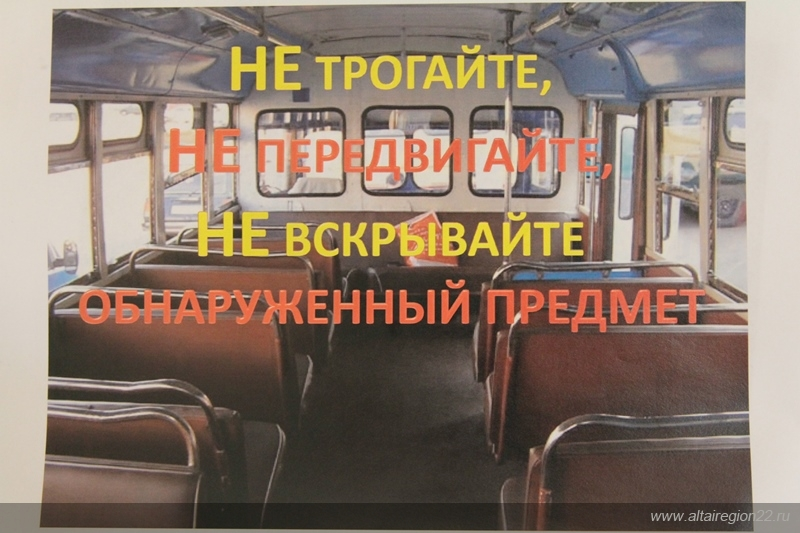 НЕ ТРОГАЙТЕ,
НЕ ПЕРЕДВИГАЙТЕ,
НЕ ВСКРЫВАЙТЕ
ОБНАРУЖЕННЫЙ ПРЕДМЕТ
www.altairegion22.ru